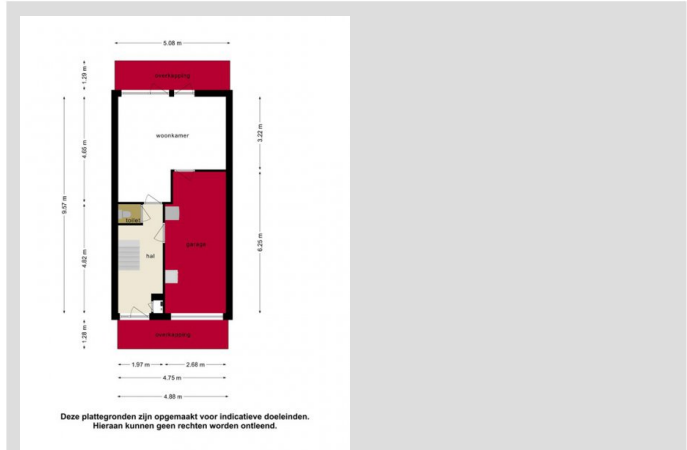 5.08 m
1.29 m
overkapping
woonkamer
4.65 m
3.22 m
9.57 m
toilet
hal
garage
4.62 m
6.25 m
1.28 m
overkapping
1.97 m
2.68 m
4.75 m
4.88 m
Deze plattegronden zijn opgemaakt voor indicatieve doeleinden.
Hieraan kunnen geen rechten worden ontleend.